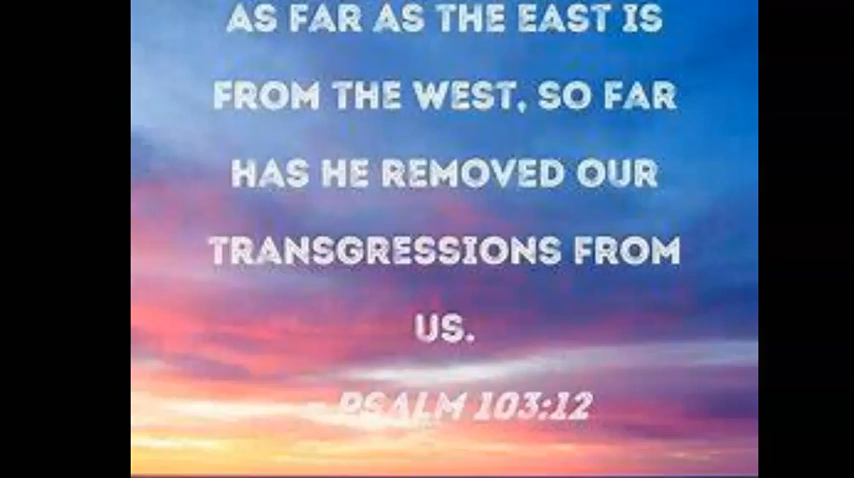 AS FAR AS THE EAST IS
FROM THE WEST, SO FAR
HAS HE REMOVED OUR
TRANSGRESSIONS FROM
US.
- PSALM 103:12